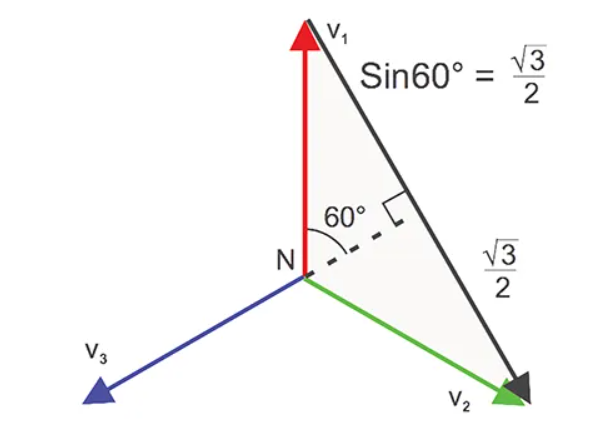 V₁
Sin60° = √3/2
60°
√3/2
N
V₃
V₂